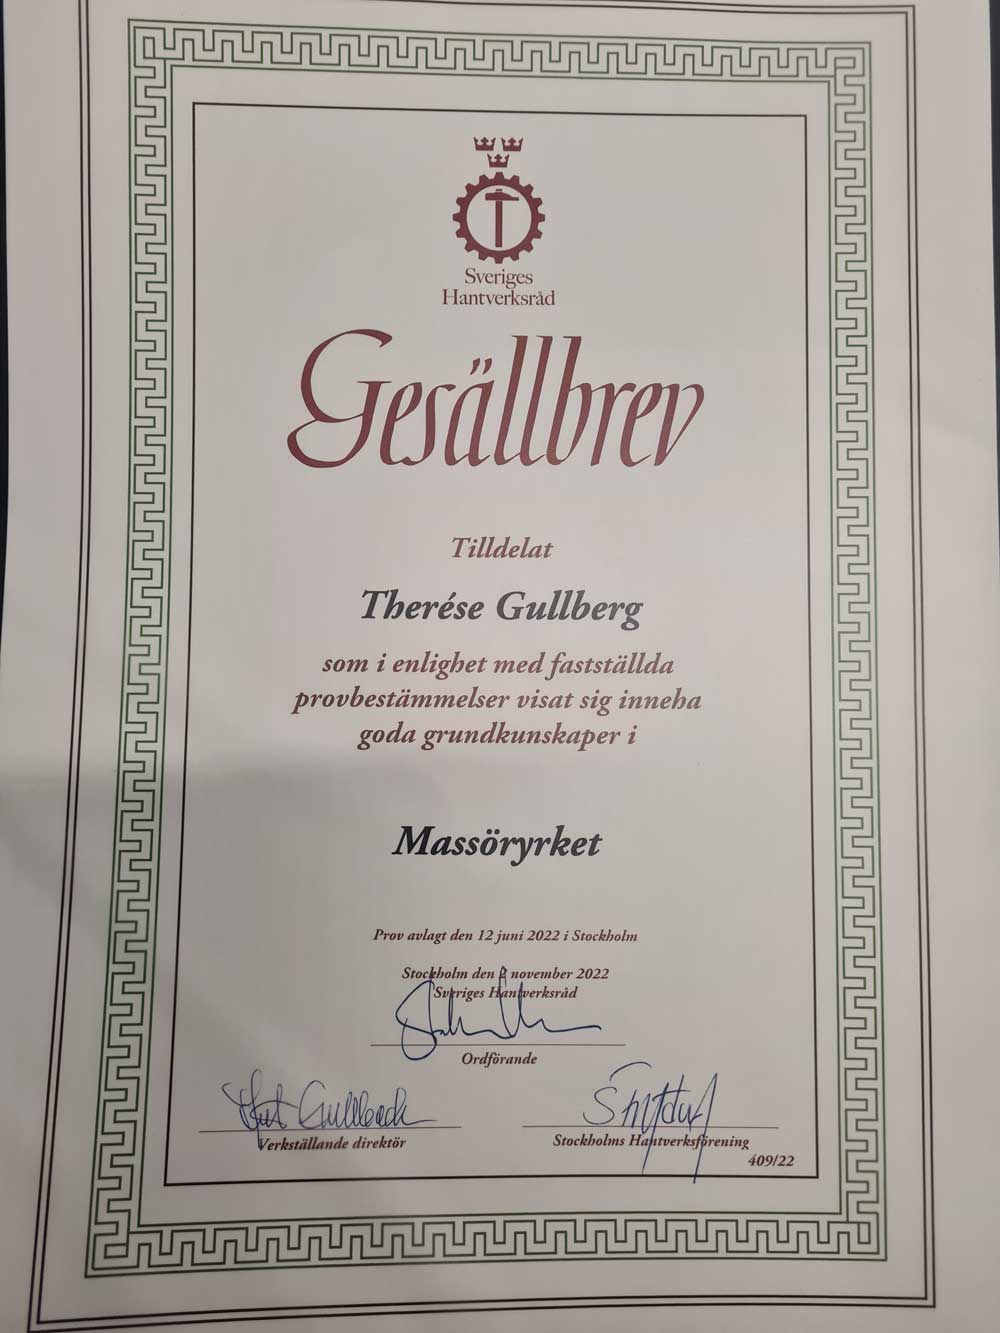 Sveriges
Hantverksråd
Gesällbrev
Tilldelat
Therése Gullberg
som i enlighet med fastställda
provbestämmelser visat sig inneha
goda grundkunskaper i
Massöryrket
Prov avlagt den 12 juni 2022 i Stockholm
Stockholm den 2 november 2022
Sveriges Hantverksråd
Ordförande
Verkställande direktör
Stockholms Hantverksförening
409/22